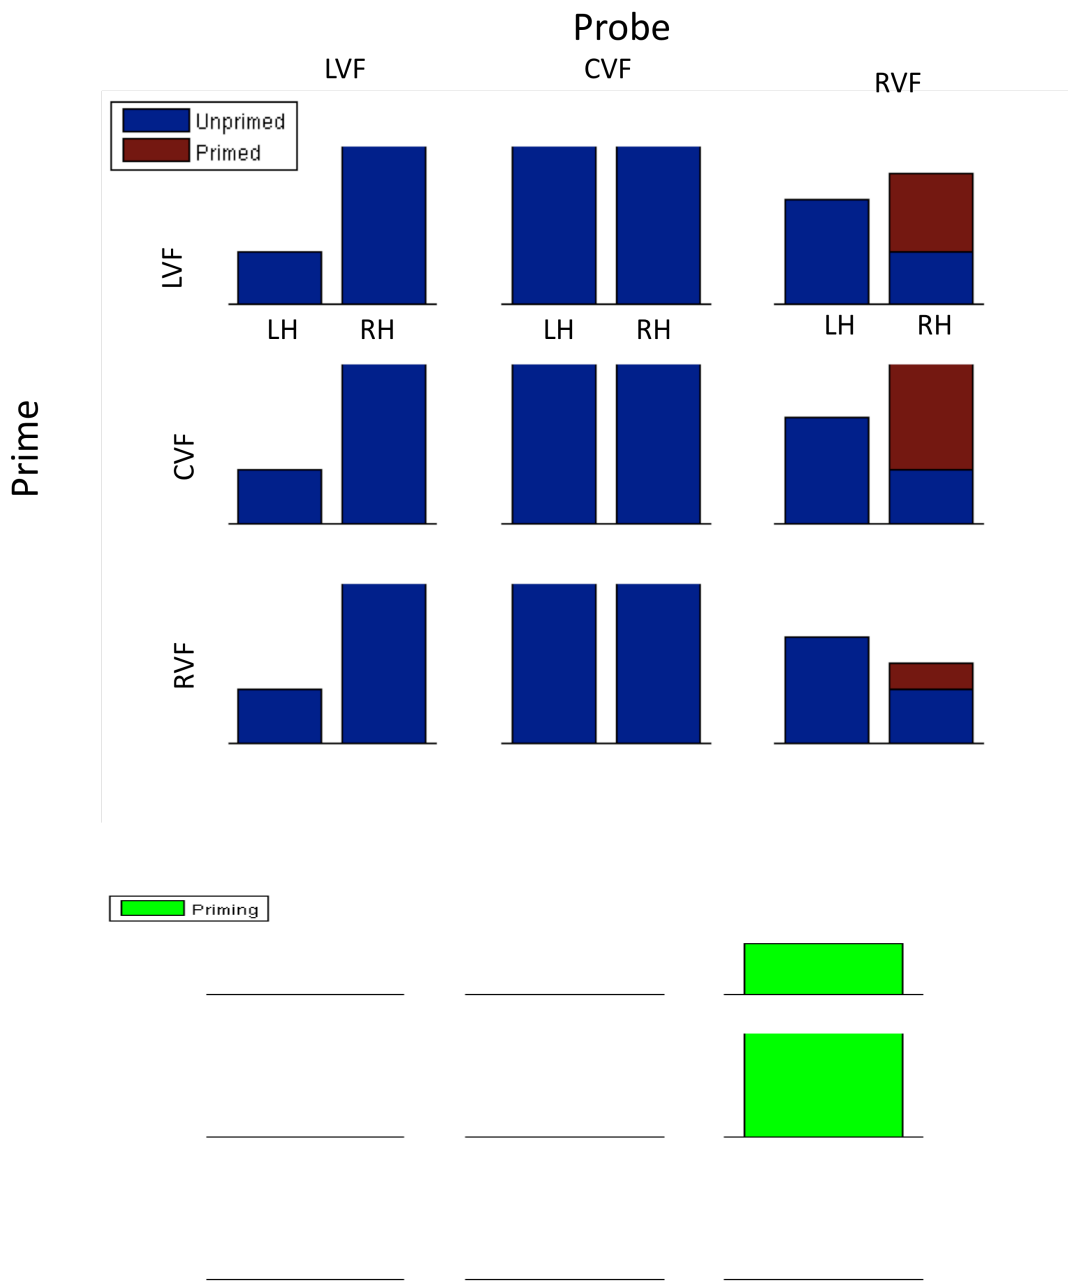 Probe
LVF
CVF
RVF
Unprimed
Primed
LVF
LH
RH
LH
RH
LH
RH
Prime
CVF
RVF
Priming